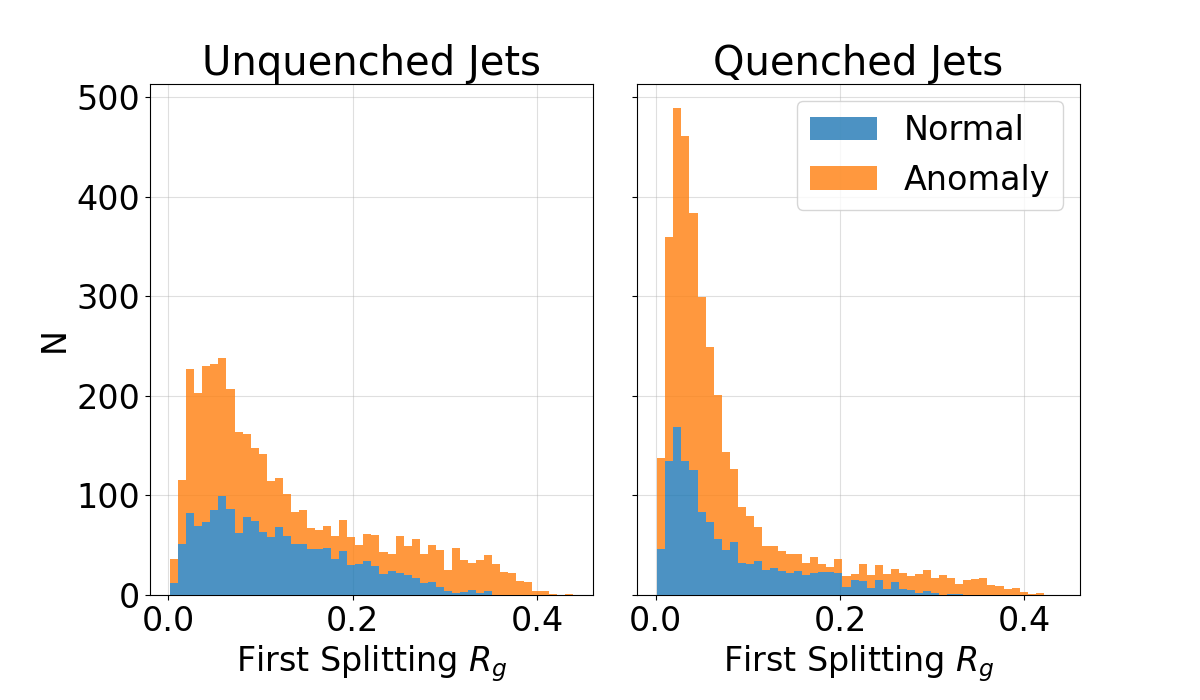 Unquenched Jets
Quenched Jets
500
400
300
200
100
0
N
0.0 0.2 0.4
0.0 0.2 0.4
First Splitting R_g
First Splitting R_g
Normal
Anomaly